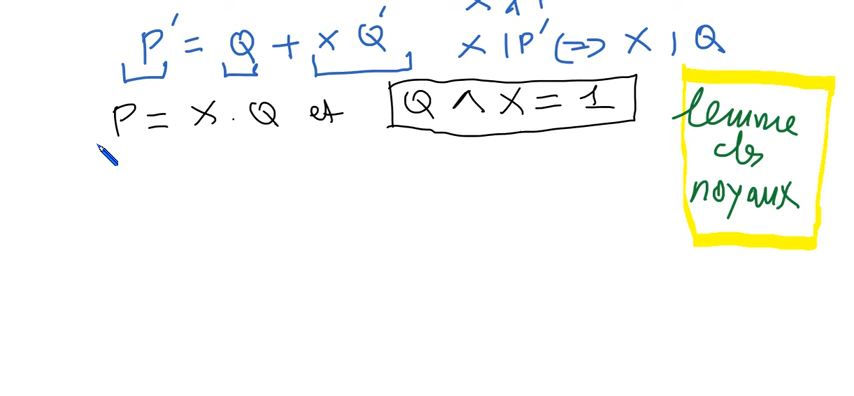 P' = Q + X Q'
X | P' <=> X | Q
P = X . Q et Q ∧ X = 1
lemme
des
noyaux